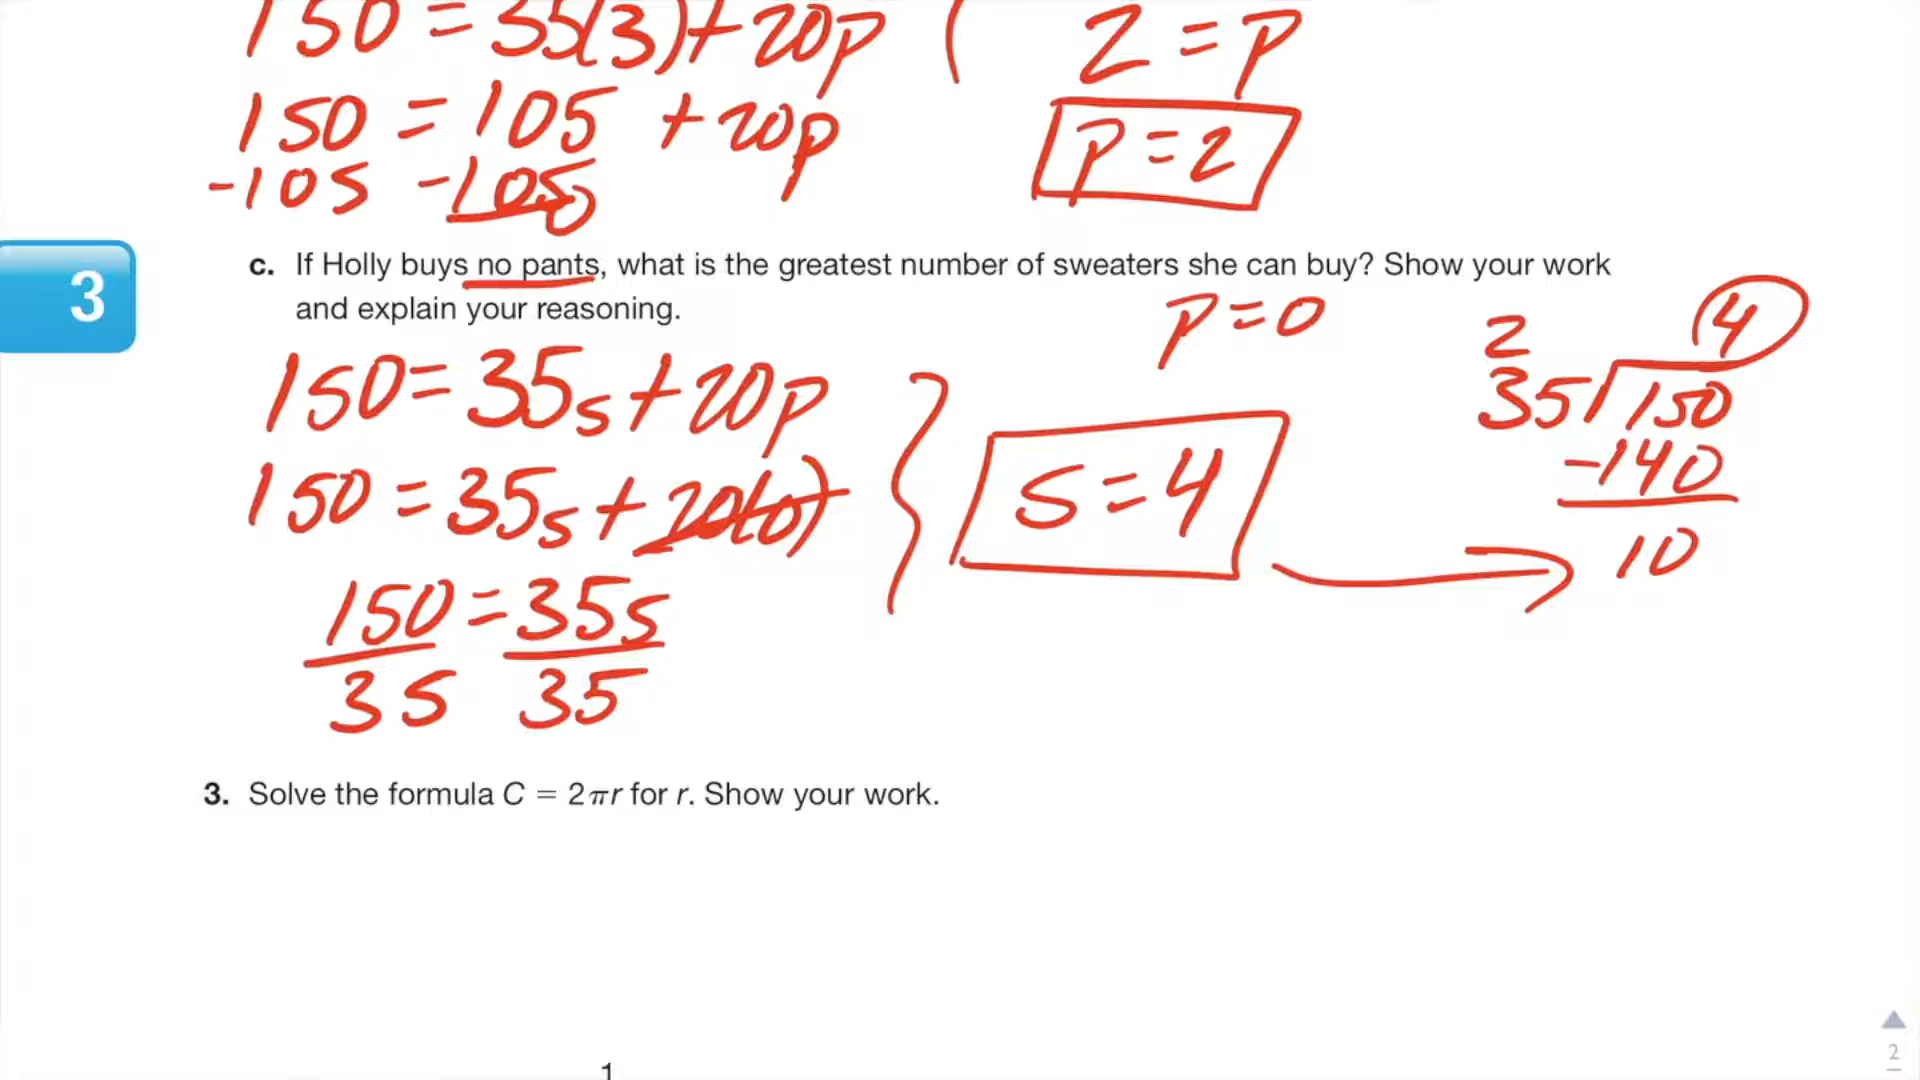 150 = 35(3) + 20p
2 = p
150 = 105 + 20p
p = 2
-105 -105
3
c. If Holly buys no pants, what is the greatest number of sweaters she can buy? Show your work
and explain your reasoning.
p = 0
150 = 35s + 20p
150 = 35s + 20(0)
150 = 35s
35 35
s = 4
2
4
35 150
-140
10
3. Solve the formula C = 2πr for r. Show your work.
2